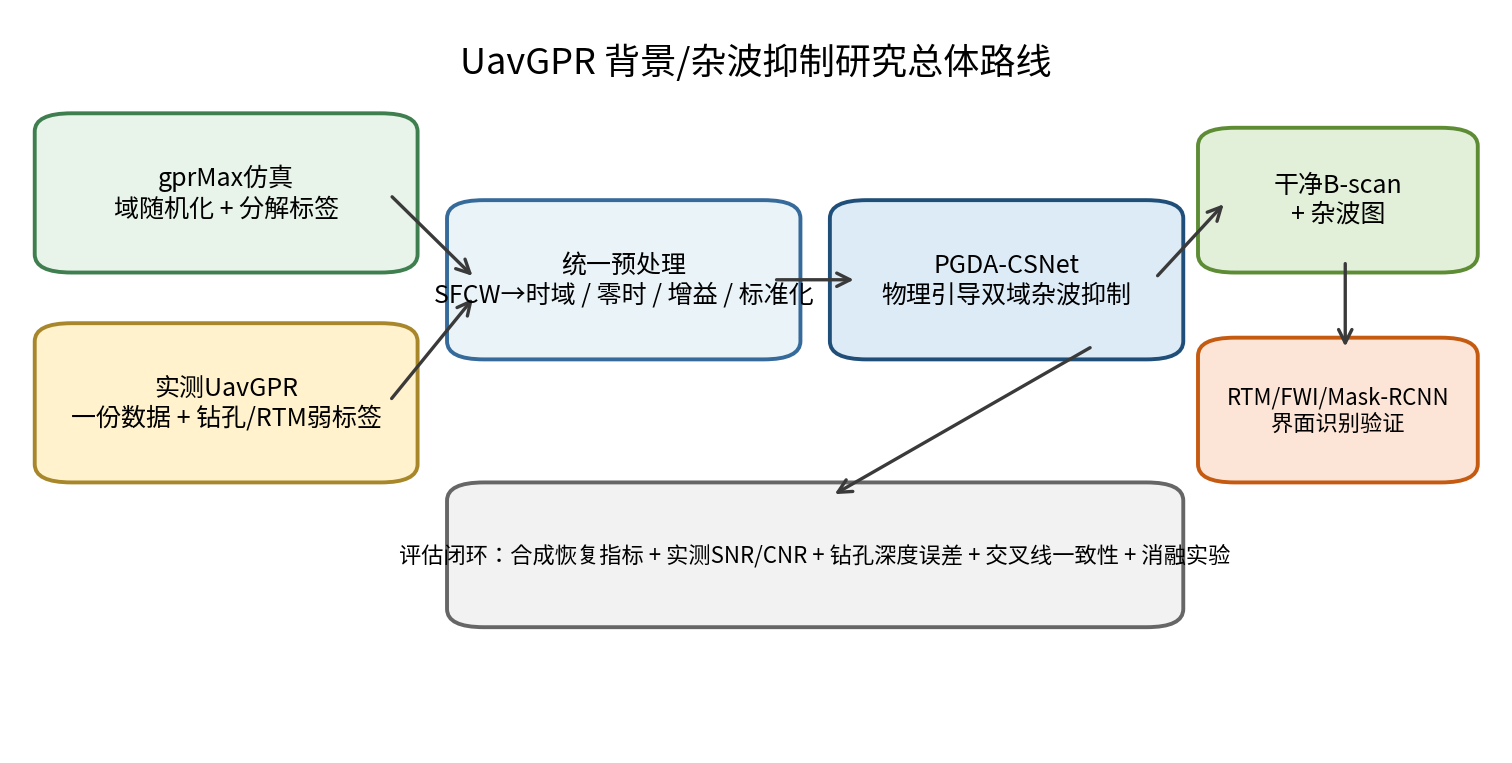 UavGPR 背景/杂波抑制研究总体路线
gprMax仿真
域随机化 + 分解标签
实测UavGPR
一份数据 + 钻孔/RTM弱标签
统一预处理
SFCW→时域 / 零时 / 增益 / 标准化
PGDA-CSNet
物理引导双域杂波抑制
干净B-scan
+ 杂波图
RTM/FWI/Mask-RCNN
界面识别验证
评估闭环：合成恢复指标 + 实测SNR/CNR + 钻孔深度误差 + 交叉线一致性 + 消融实验